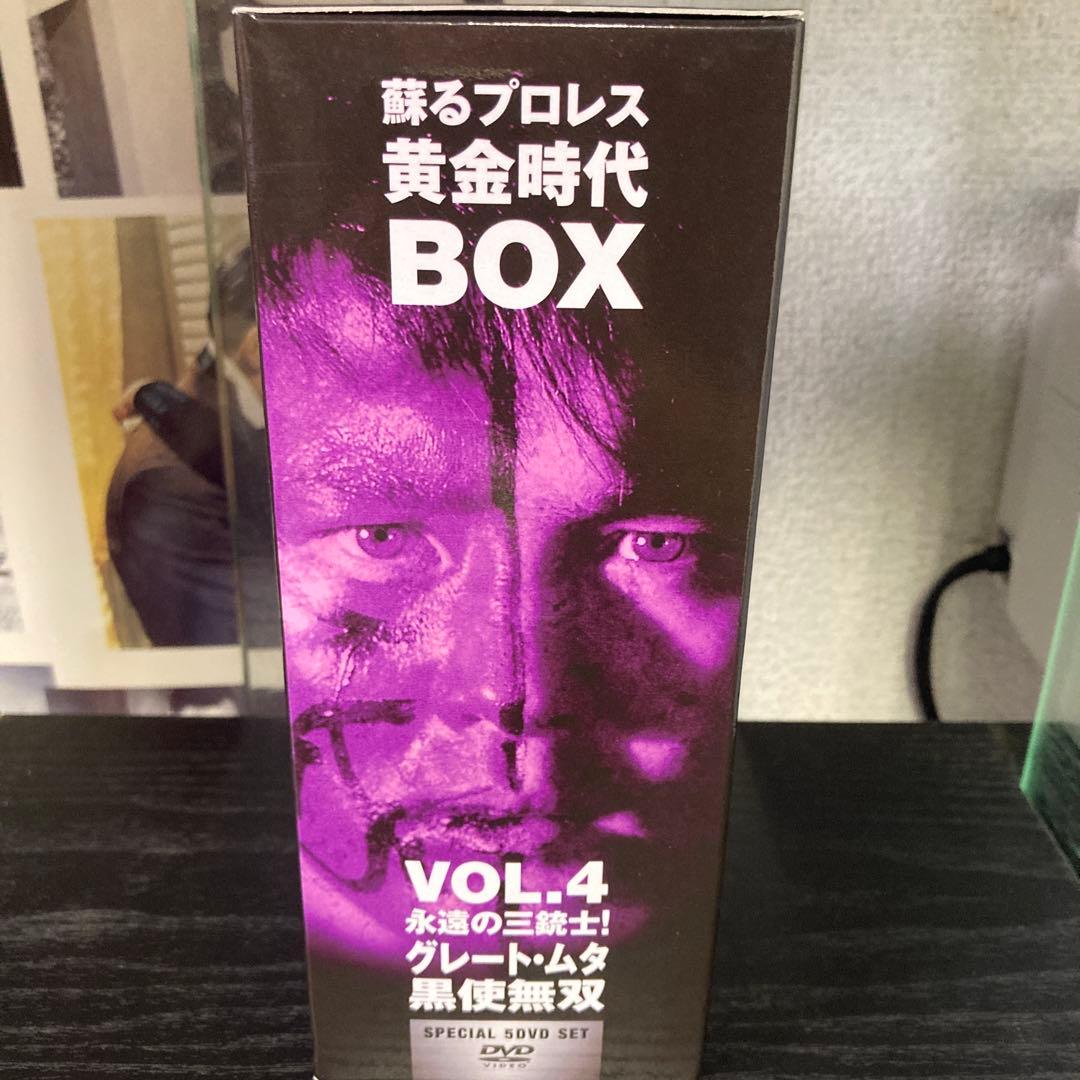 蘇るプロレス
黄金時代
BOX
VOL.4
永遠の三銃士!
グレート・ムタ
黒使無双
SPECIAL 5DVD SET
DVD
VIDEO